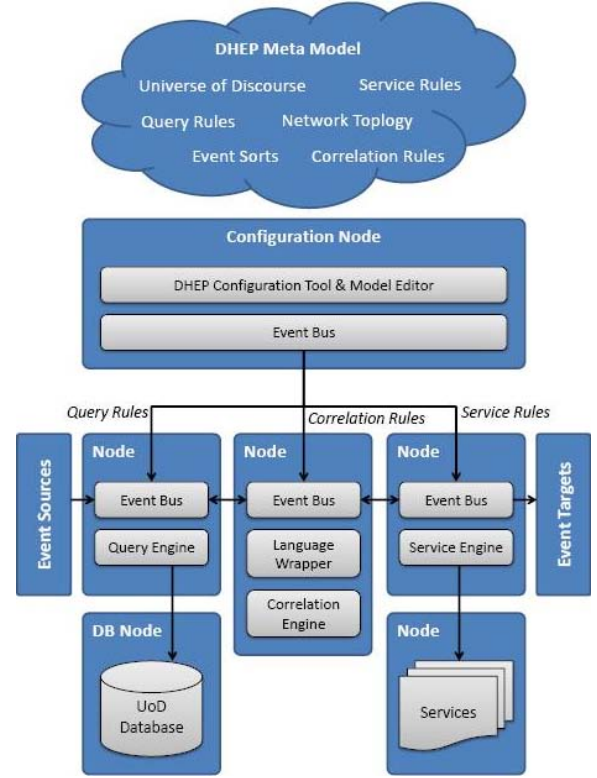 DHEP Meta Model
Universe of Discourse
Service Rules
Query Rules
Network Toplogy
Event Sorts
Correlation Rules
Configuration Node
DHEP Configuration Tool & Model Editor
Event Bus
Query Rules
Correlation Rules
Service Rules
Event Sources
Node
Event Bus
Query Engine
Node
Event Bus
Language
Wrapper
Correlation
Engine
Node
Event Bus
Service Engine
Event Targets
DB Node
UoD
Database
Node
Services